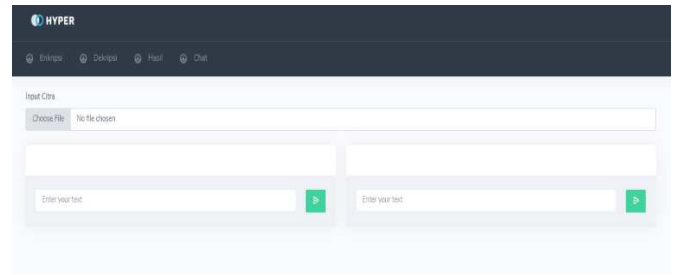 HYPER
Enkripsi Dekripsi Hasil Chat
Input Citra
Choose File No file chosen
Enter your text Enter your text